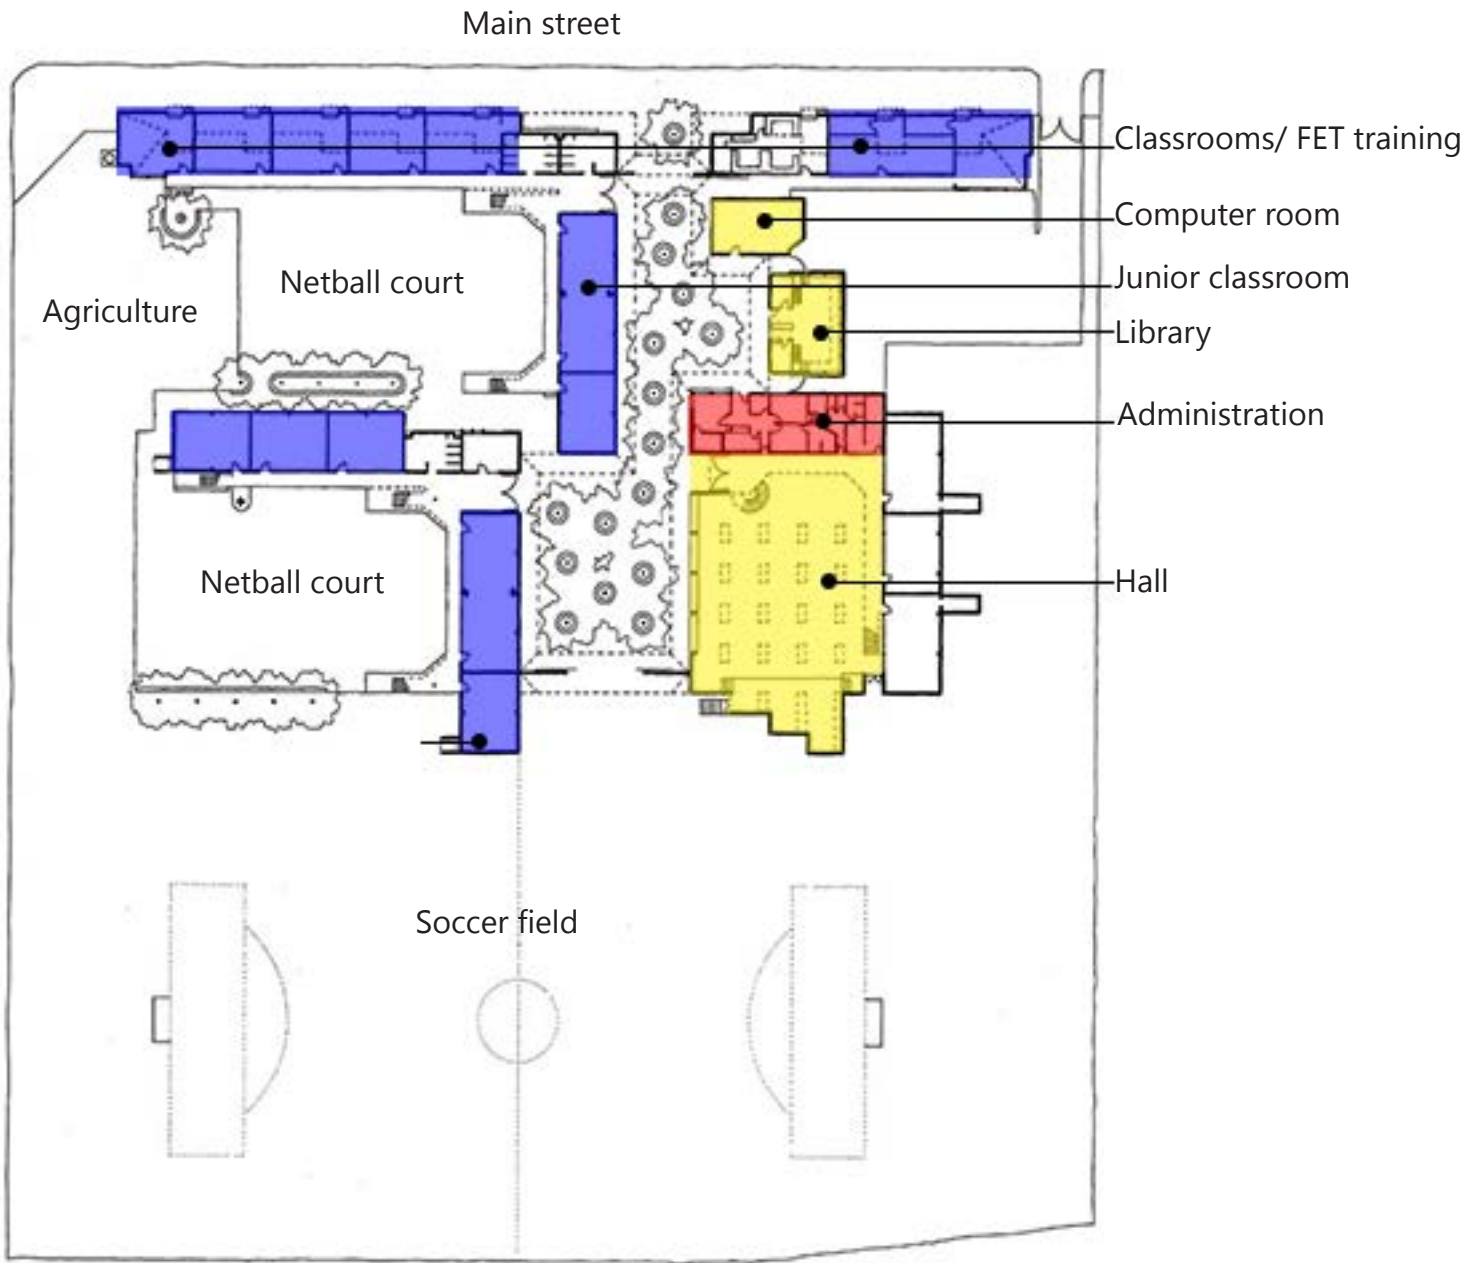 Main street
Classrooms/ FET training
Computer room
Junior classroom
Netball court
Agriculture
Library
Administration
Netball court
Hall
Soccer field